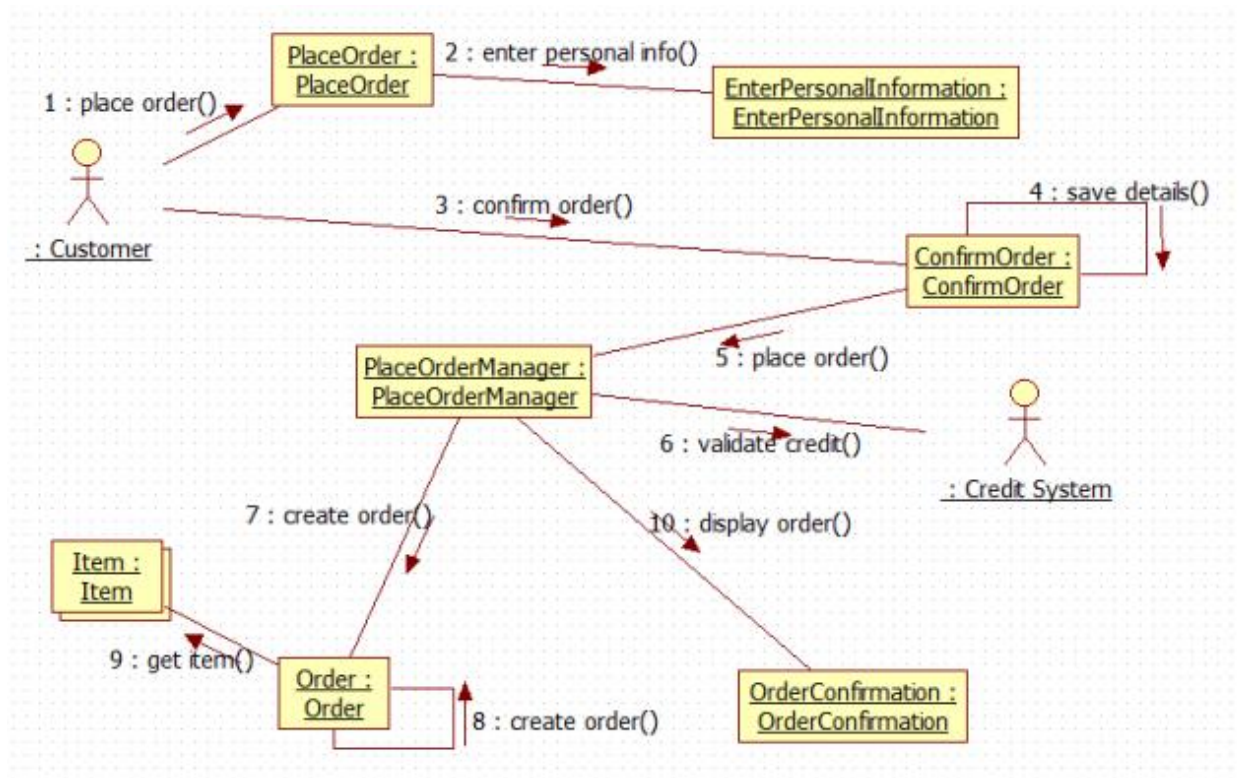 PlaceOrder :
PlaceOrder
2 : enter personal info()
EnterPersonalInformation :
EnterPersonalInformation
1 : place order()
: Customer
3 : confirm order()
4 : save details()
ConfirmOrder :
ConfirmOrder
5 : place order()
PlaceOrderManager :
PlaceOrderManager
6 : validate credit()
: Credit System
7 : create order()
10 : display order()
Item :
Item
9 : get item()
Order :
Order
8 : create order()
OrderConfirmation :
OrderConfirmation